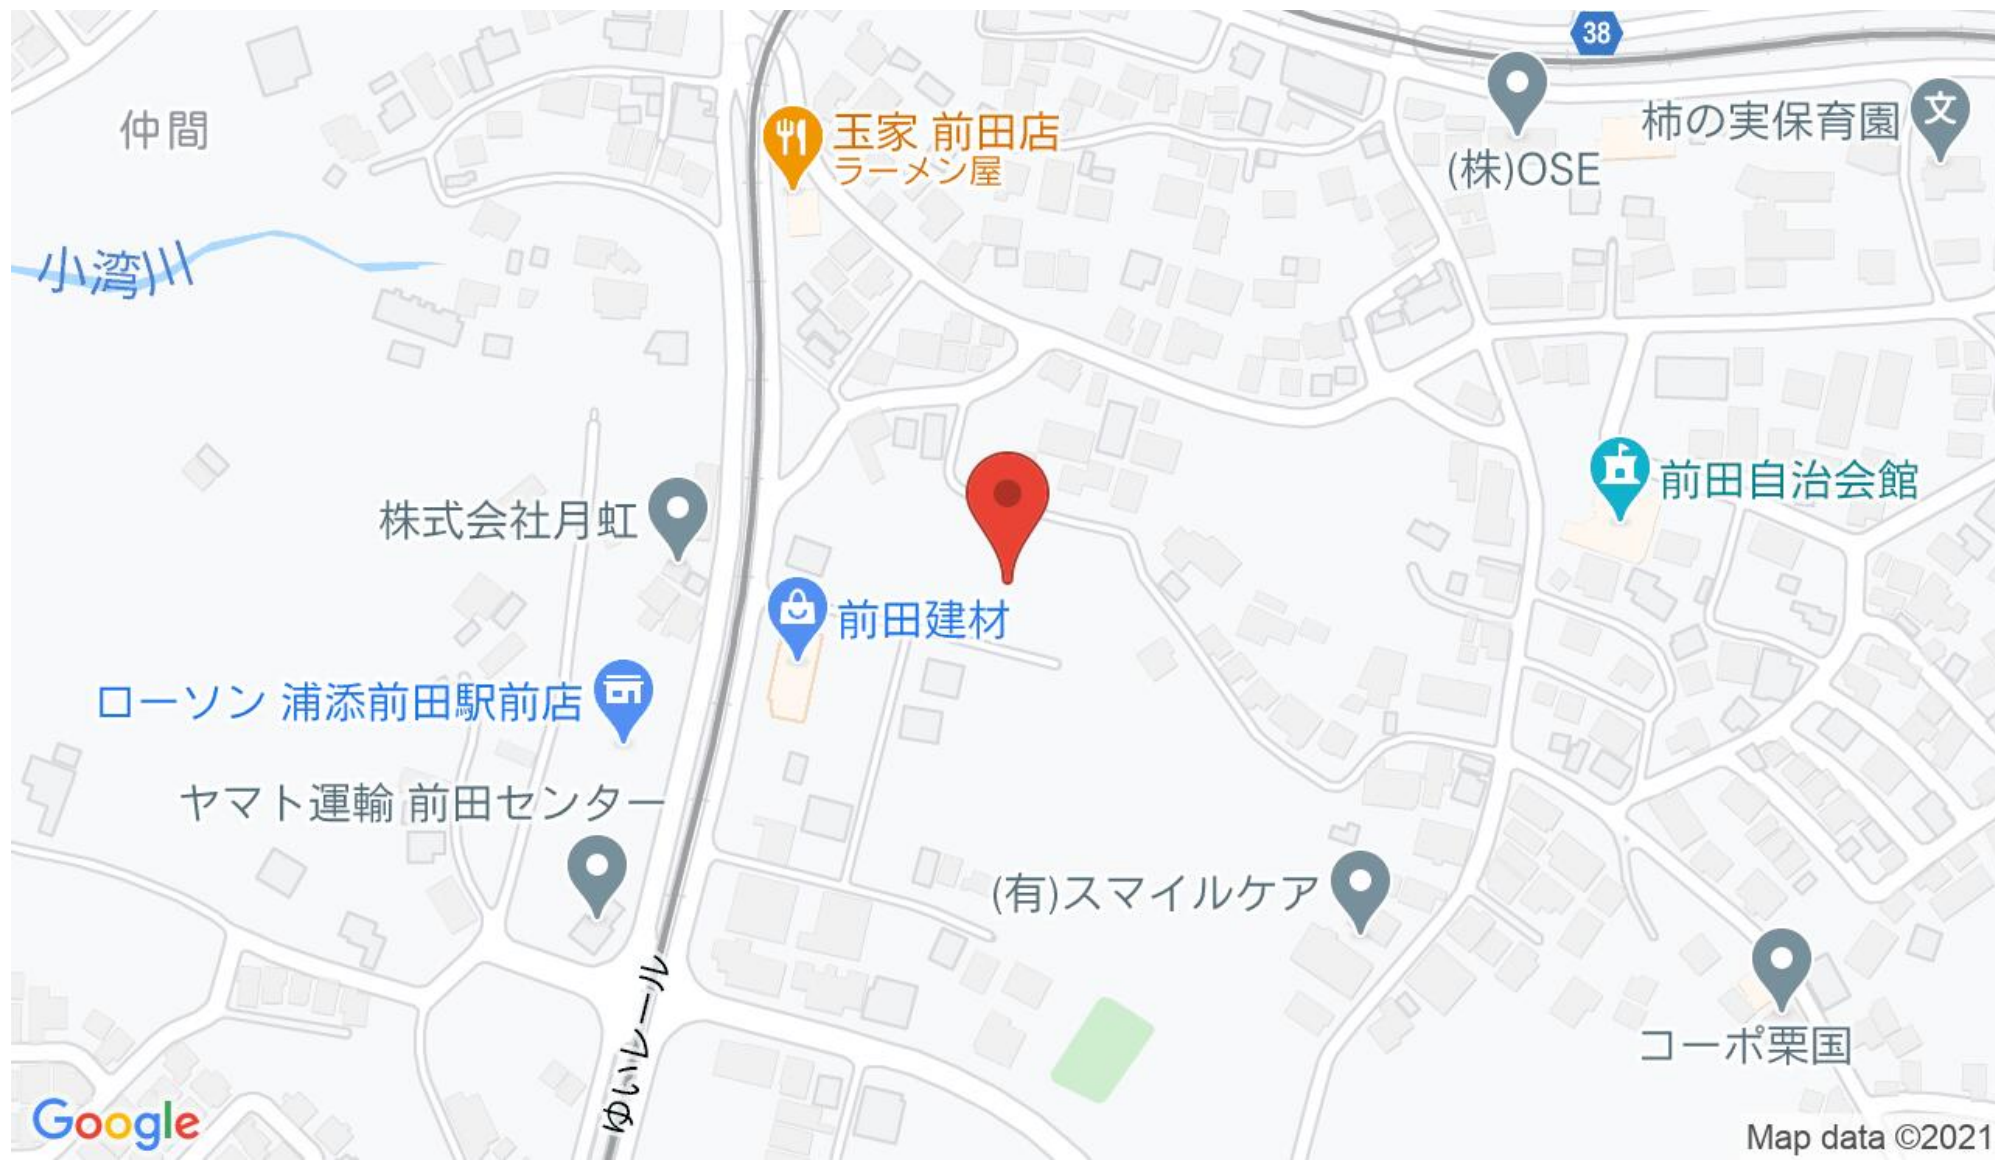 38
仲間
玉家 前田店
ラーメン屋
(株)OSE
柿の実保育園
文
小湾川
株式会社月虹
前田自治会館
前田建材
ローソン 浦添前田駅前店
ヤマト運輸 前田センター
(有)スマイルケア
ゆいレール
コーポ粟国
Google
Map data ©2021